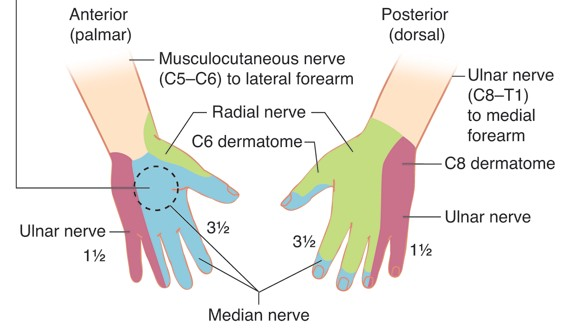 Anterior
(palmar)
Posterior
(dorsal)
Musculocutaneous nerve
(C5–C6) to lateral forearm
Ulnar nerve
(C8–T1)
to medial
forearm
Radial nerve
C6 dermatome
C8 dermatome
Ulnar nerve
1½
3½
3½
1½
Ulnar nerve
Median nerve